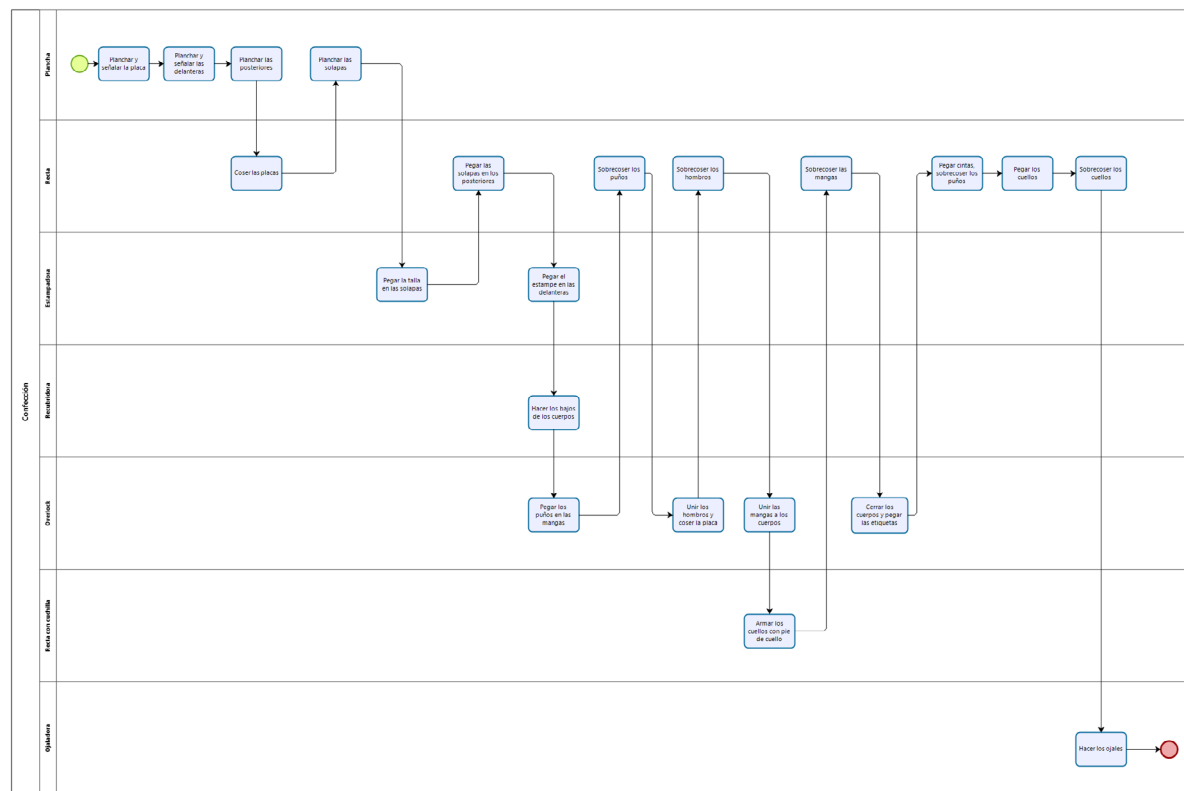 Confección
Plancha
Planchar y
señalar la placa
Planchar y
señalar las
delanteras
Planchar las
posteriores
Planchar las
solapas
Recta
Coser las placas
Pegar las
solapas en los
posteriores
Sobrecoser los
puños
Sobrecoser los
hombros
Sobrecoser las
mangas
Pegar cintas,
sobrecoser los
puños
Pegar los
cuellos
Sobrecoser los
cuellos
Estampadora
Pegar la talla
en las solapas
Pegar el
estampe en las
delanteras
Recubridora
Hacer los bajos
de los cuerpos
Overlock
Pegar los
puños en las
mangas
Unir los
hombros y
coser la placa
Unir las
mangas a los
cuerpos
Cerrar los
cuerpos y pegar
las etiquetas
Recta con cuchilla
Armar los
cuellos con pie
de cuello
Ojaladora
Hacer los ojales